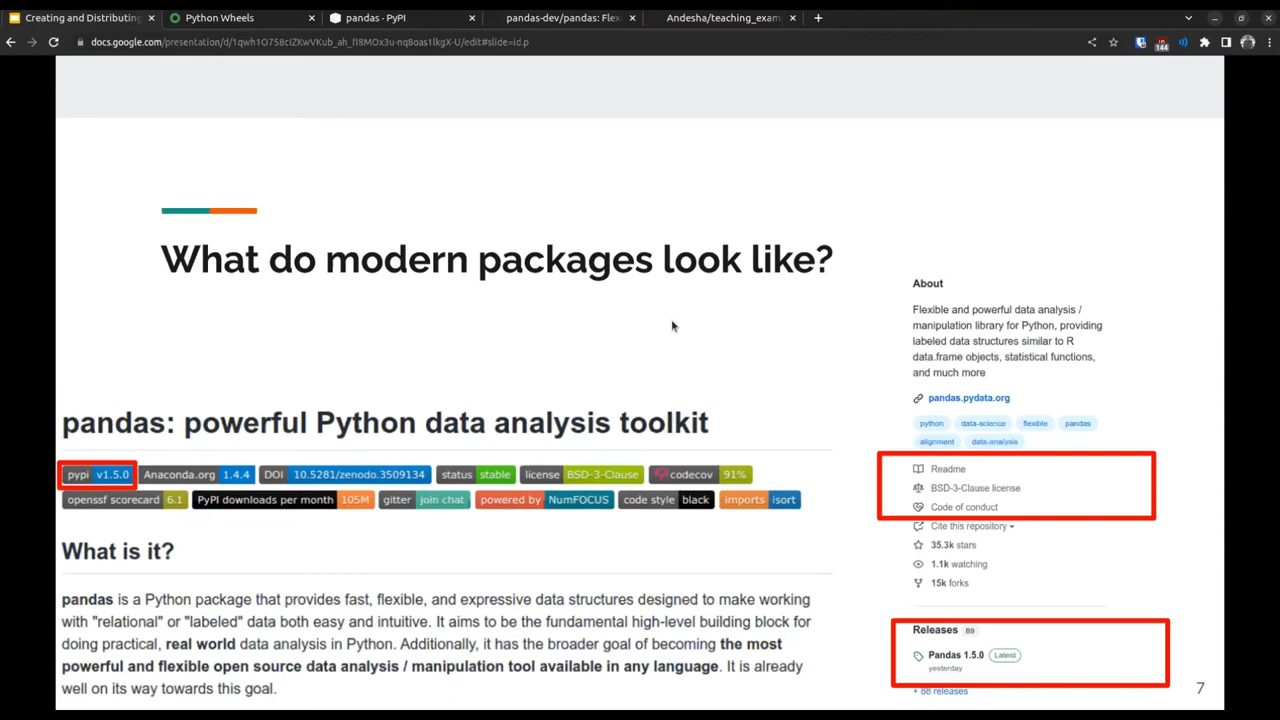 Creating and Distributing
Python Wheels
pandas · PyPI
pandas-dev/pandas: Flex
Andesha/teaching_exam
docs.google.com/presentation/d/1qwh1O758cIZKwVKub_ah_fI8MOx3u-nq8oas1lkgX-U/edit#slide=id.p
144
What do modern packages look like?
pandas: powerful Python data analysis toolkit
pypi v1.5.0 Anaconda.org 1.4.4 DOI 10.5281/zenodo.3509134 status stable license BSD-3-Clause codecov 91%
openssf scorecard 6.1 PyPI downloads per month 105M gitter join chat powered by NumFOCUS code style black imports isort
What is it?
pandas is a Python package that provides fast, flexible, and expressive data structures designed to make working
with "relational" or "labeled" data both easy and intuitive. It aims to be the fundamental high-level building block for
doing practical, real world data analysis in Python. Additionally, it has the broader goal of becoming the most
powerful and flexible open source data analysis / manipulation tool available in any language. It is already
well on its way towards this goal.
About
Flexible and powerful data analysis /
manipulation library for Python, providing
labeled data structures similar to R
data.frame objects, statistical functions,
and much more
pandas.pydata.org
python data-science flexible pandas
alignment data-analysis
Readme
BSD-3-Clause license
Code of conduct
Cite this repository
35.3k stars
1.1k watching
15k forks
Releases 89
Pandas 1.5.0 Latest
yesterday
+ 88 releases
7